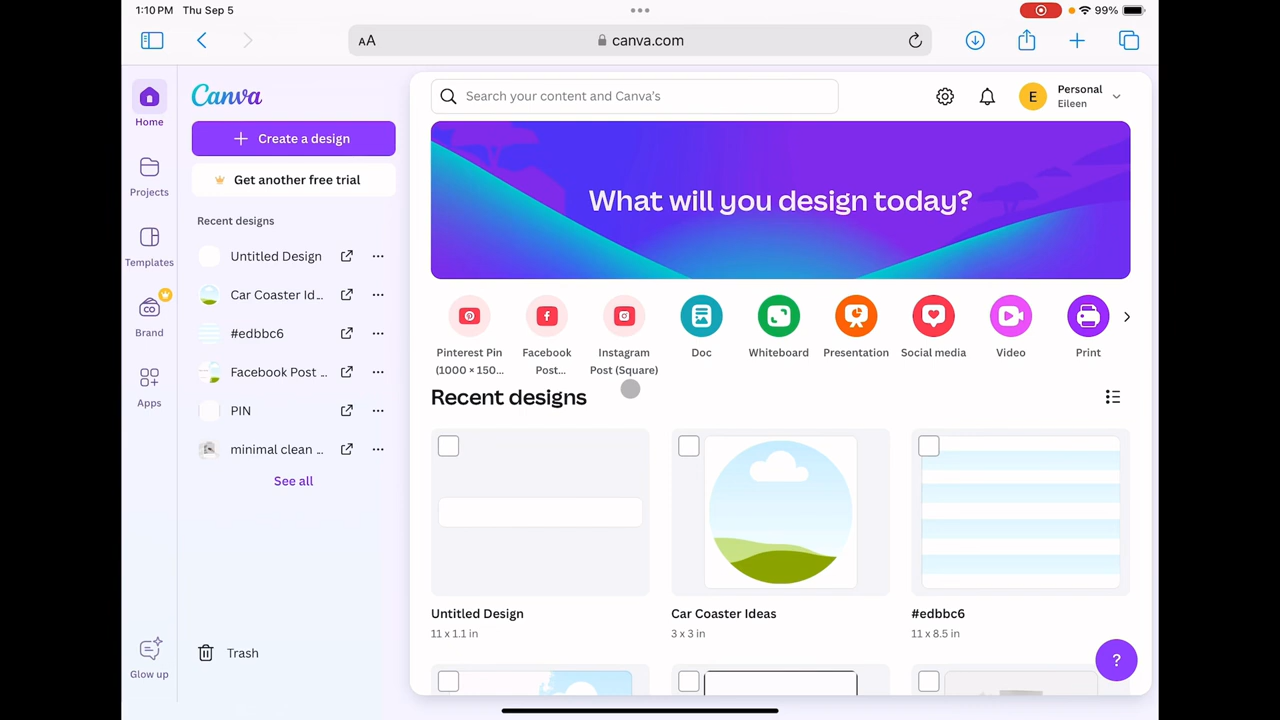 1:10 PM Thu Sep 5
99%
AA
canva.com
Canva
Search your content and Canva's
E
Personal
Eileen
Home
Create a design
Get another free trial
What will you design today?
Projects
Recent designs
Templates
Untitled Design
Car Coaster Id...
#edbbc6
Facebook Post ...
PIN
minimal clean ...
See all
CO
Brand
Apps
Pinterest Pin
(1000 × 150...
Facebook
Post...
Instagram
Post (Square)
Doc
Whiteboard
Presentation
Social media
Video
Print
Recent designs
Untitled Design
11 x 1.1 in
Car Coaster Ideas
3 x 3 in
#edbbc6
11 x 8.5 in
Trash
Glow up
?